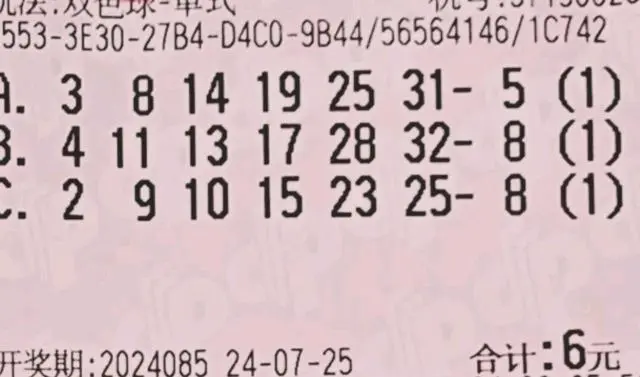 玩法:双色球-单式
553-3E30-27B4-D4C0-9B44/56564146/1C742
A. 3 8 14 19 25 31- 5 (1)
B. 4 11 13 17 28 32- 8 (1)
C. 2 9 10 15 23 25- 8 (1)
开奖期:2024085 24-07-25 合计:6元